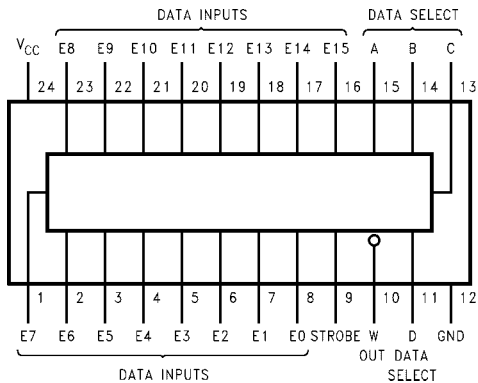 DATA INPUTS DATA SELECT
VCC E8 E9 E10 E11 E12 E13 E14 E15 A B C
24 23 22 21 20 19 18 17 16 15 14 13
1 2 3 4 5 6 7 8 9 10 11 12
E7 E6 E5 E4 E3 E2 E1 E0 STROBE W D GND
OUT DATA
DATA INPUTS SELECT